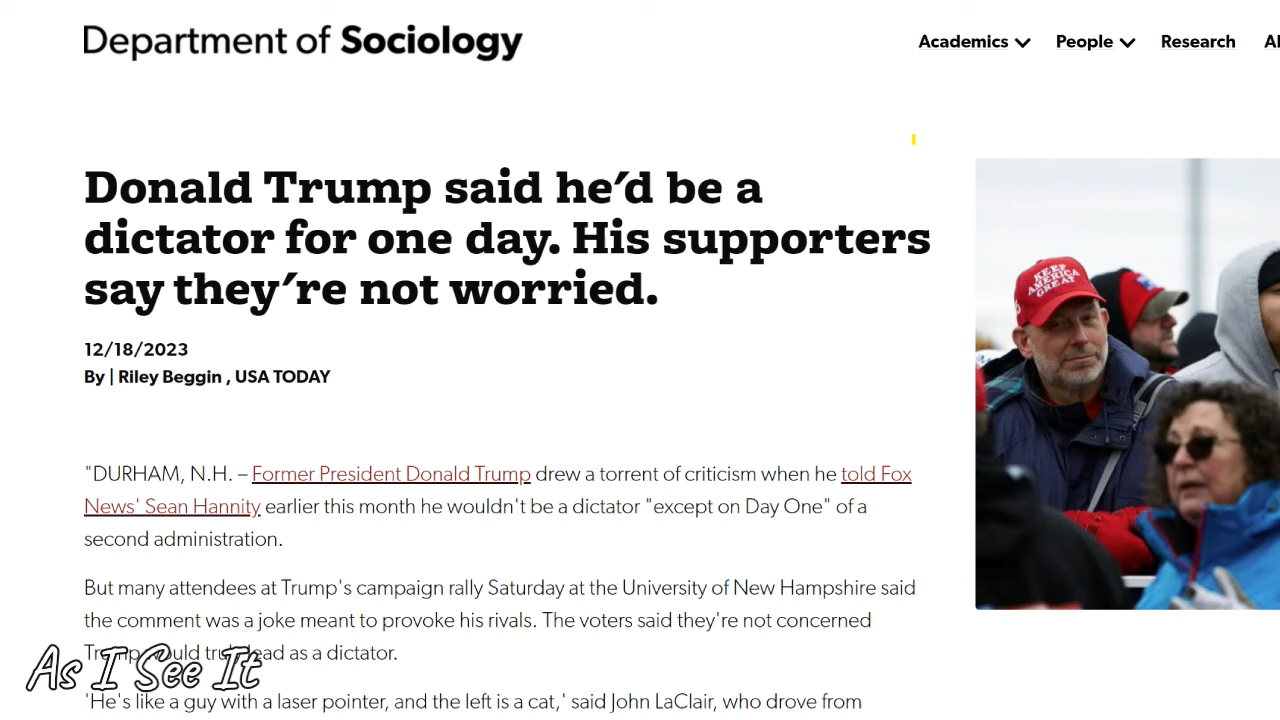 Department of Sociology
Academics People Research
Donald Trump said he'd be a
dictator for one day. His supporters
say they're not worried.
12/18/2023
By | Riley Beggin , USA TODAY
KEEP
AMERICA
GREAT
"DURHAM, N.H. – Former President Donald Trump drew a torrent of criticism when he told Fox
News' Sean Hannity earlier this month he wouldn't be a dictator "except on Day One" of a
second administration.
But many attendees at Trump's campaign rally Saturday at the University of New Hampshire said
the comment was a joke meant to provoke his rivals. The voters said they're not concerned
lead as a dictator.
As I See It
'He's like a guy with a laser pointer, and the left is a cat,' said John LaClair, who drove from